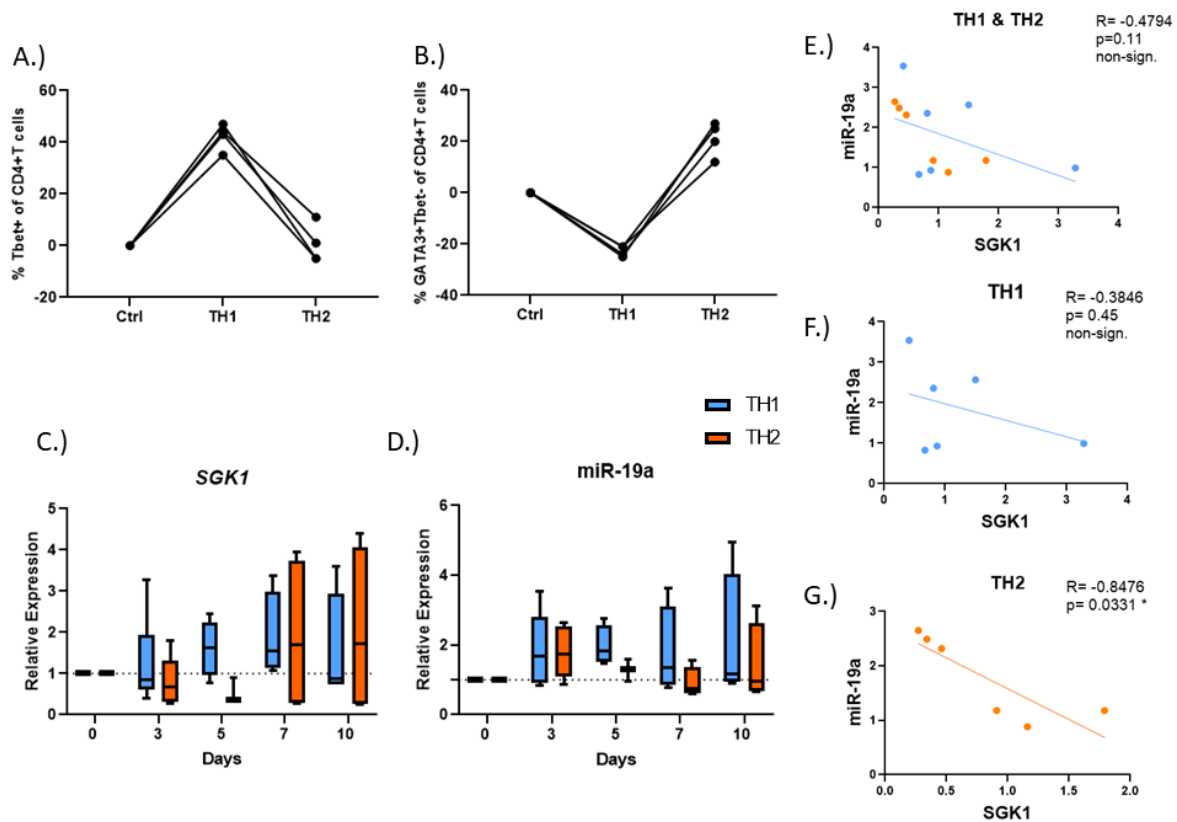 A.)
% Tbet+ of CD4+T cells
60
40
20
0
-20
Ctrl
TH1
TH2
B.)
% GATA3+Tbet- of CD4+T cells
40
20
0
-20
-40
Ctrl
TH1
TH2
TH1
TH2
C.)
SGK1
Relative Expression
5
4
3
2
1
0
0
3
5
7
10
Days
D.)
miR-19a
Relative Expression
6
4
2
0
0
3
5
7
10
Days
E.)
TH1 & TH2
R= -0.4794
p=0.11
non-sign.
miR-19a
4
3
2
1
0
0
1
2
3
4
SGK1
F.)
TH1
R= -0.3846
p= 0.45
non-sign.
miR-19a
4
3
2
1
0
0
1
2
3
4
SGK1
G.)
TH2
R= -0.8476
p= 0.0331 *
miR-19a
3
2
1
0
0.0
0.5
1.0
1.5
2.0
SGK1